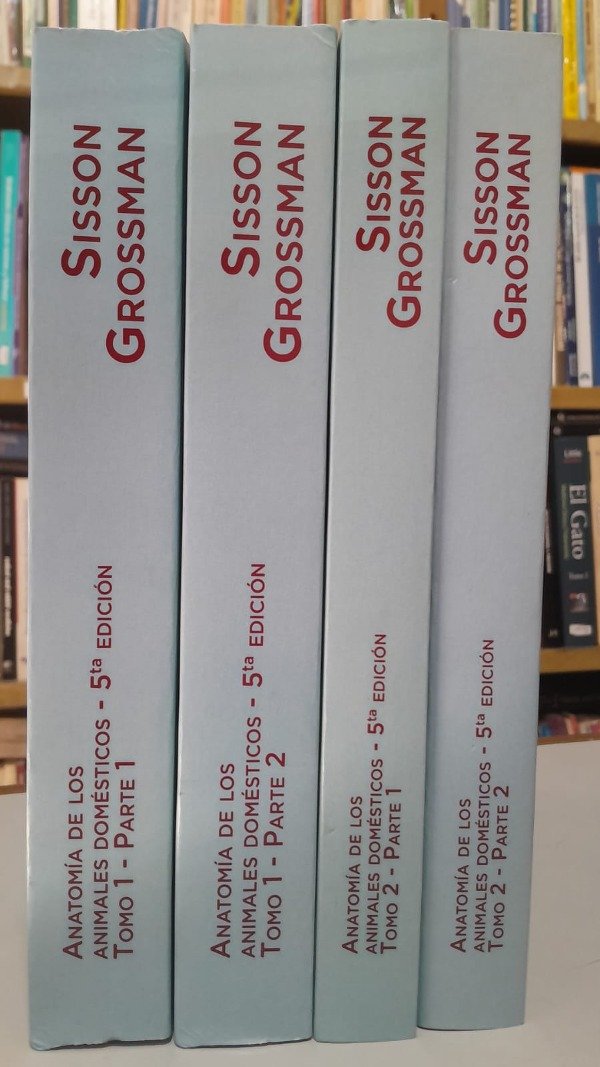 SISSON
GROSSMAN
ANATOMÍA DE LOS
ANIMALES DOMÉSTICOS - 5ta EDICIÓN
TOMO 1 - PARTE 1
SISSON
GROSSMAN
ANATOMÍA DE LOS
ANIMALES DOMÉSTICOS - 5ta EDICIÓN
TOMO 1 - PARTE 2
SISSON
GROSSMAN
ANATOMÍA DE LOS
ANIMALES DOMÉSTICOS - 5ta EDICIÓN
TOMO 2 - PARTE 1
SISSON
GROSSMAN
ANATOMÍA DE LOS
ANIMALES DOMÉSTICOS - 5ta EDICIÓN
TOMO 2 - PARTE 2
El Gato